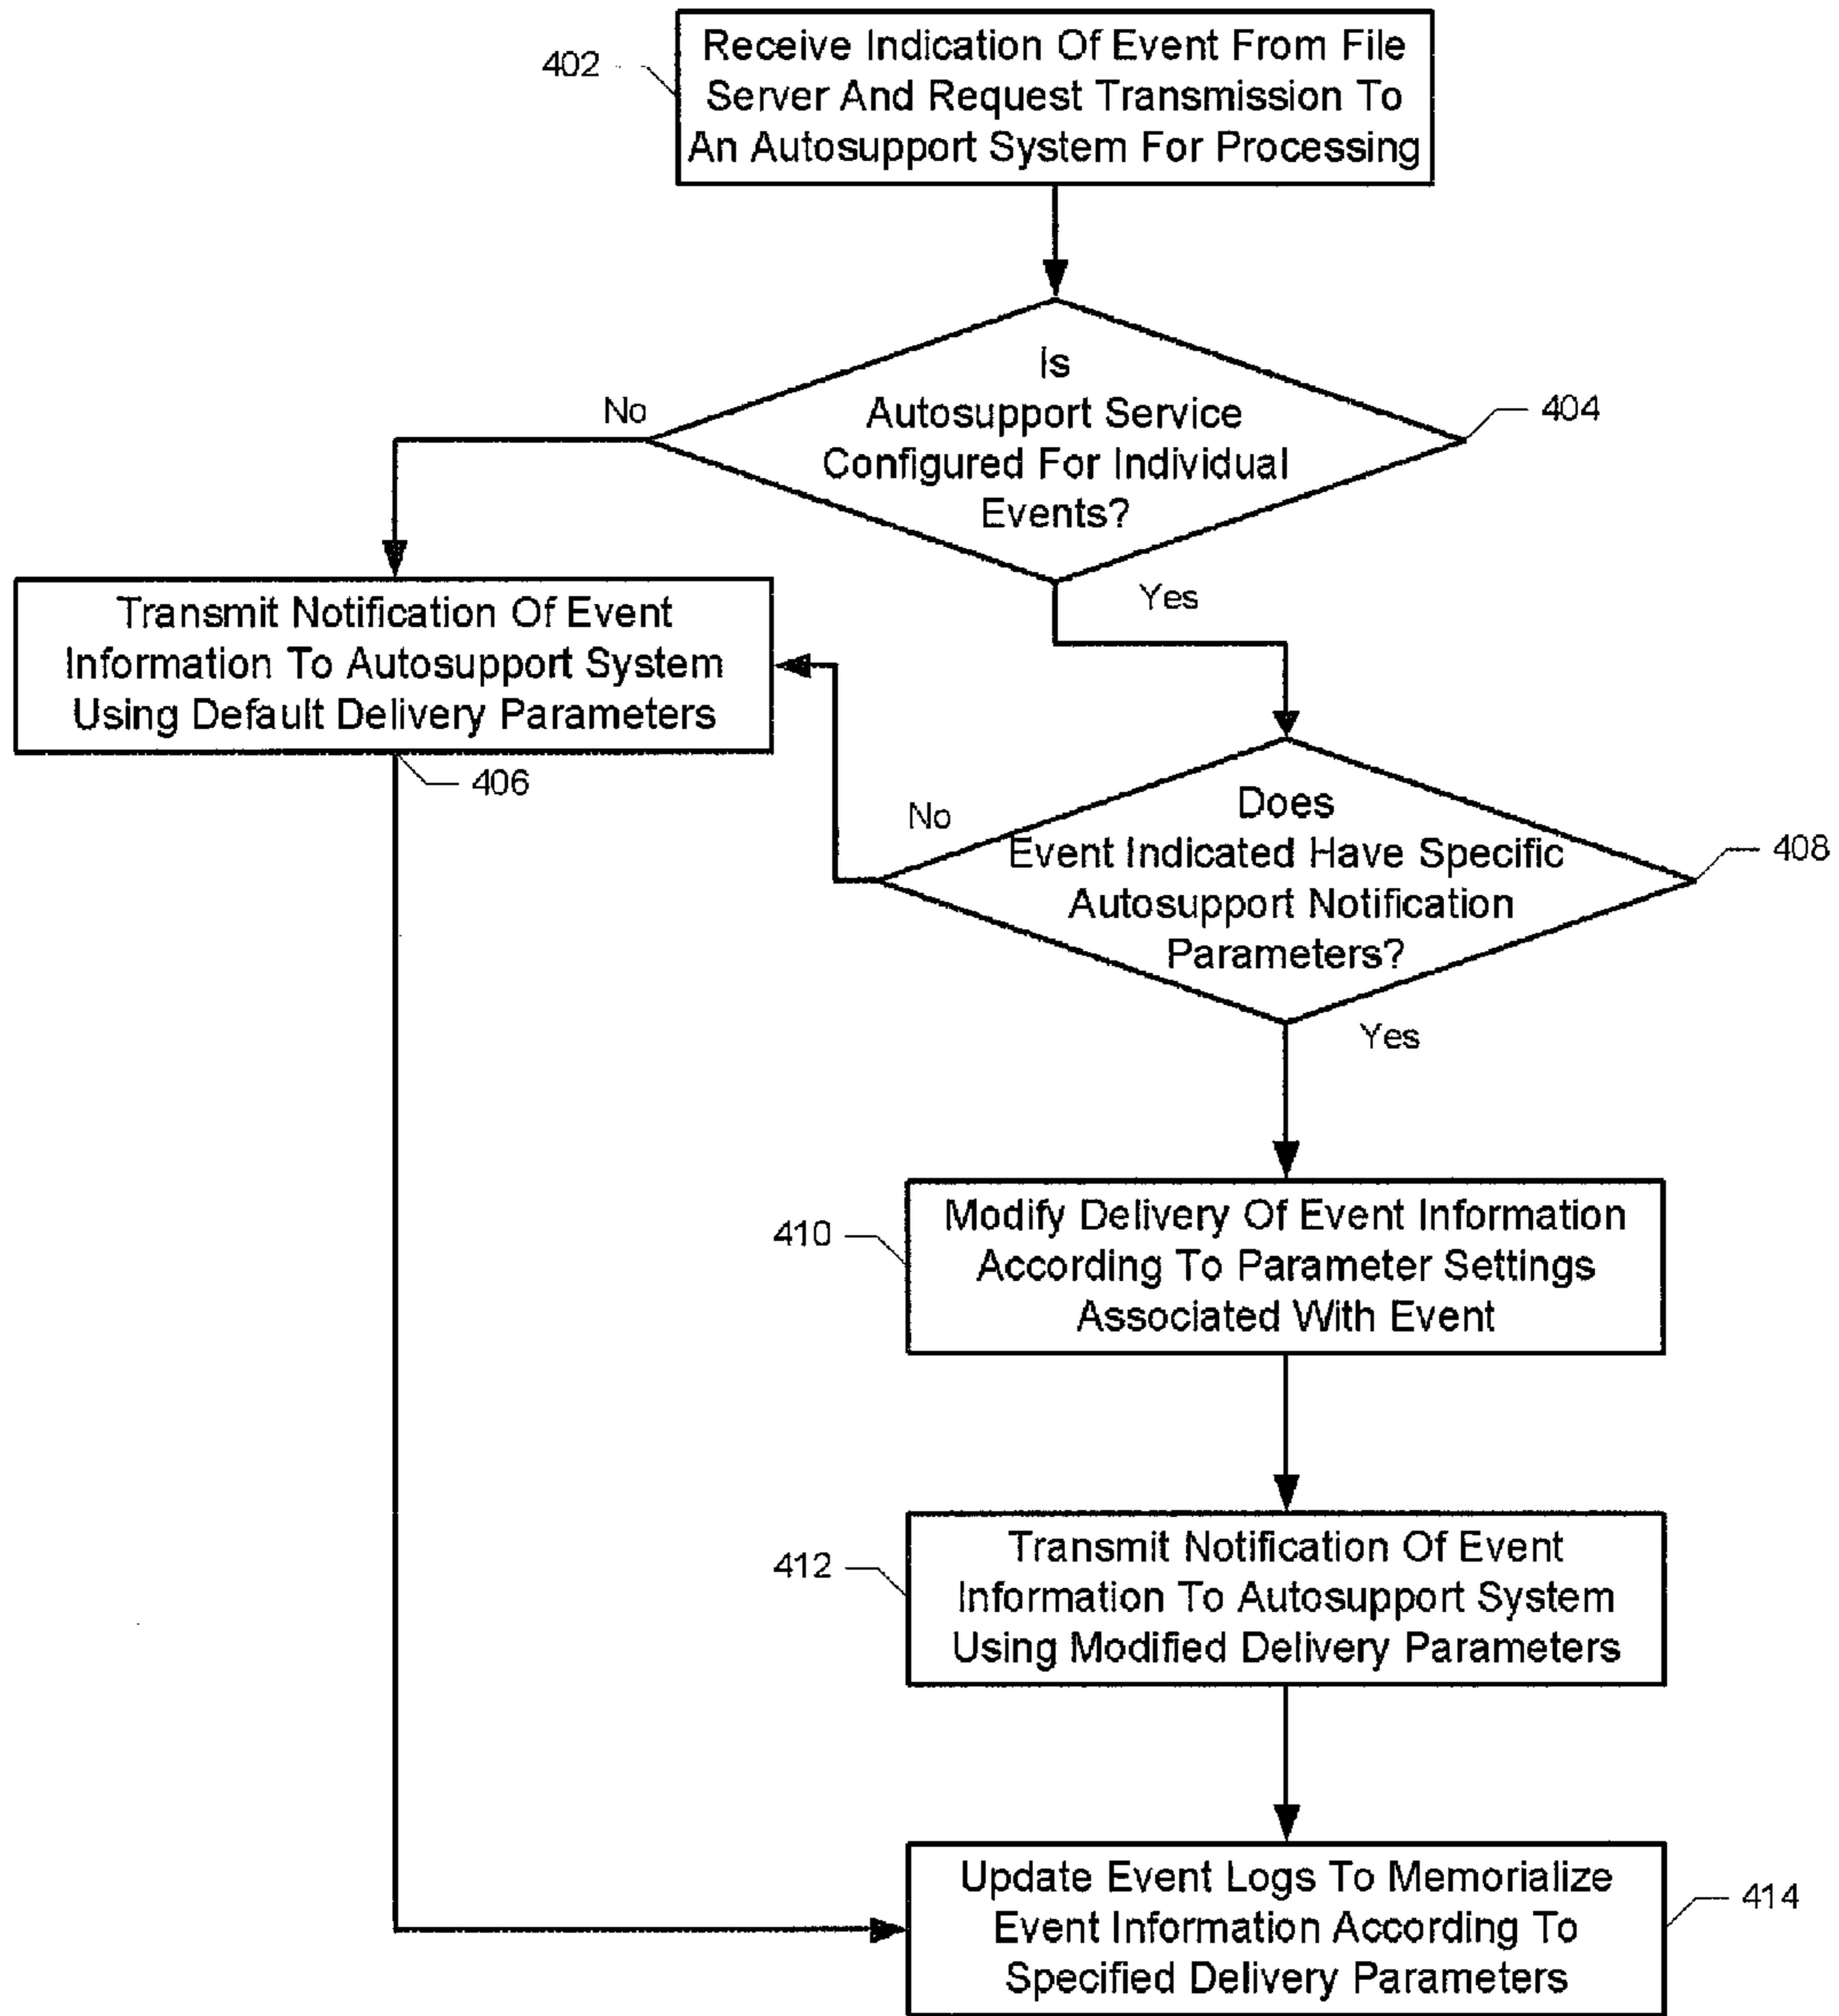 402
Receive Indication Of Event From File
Server And Request Transmission To
An Autosupport System For Processing
Is
Autosupport Service
Configured For Individual
Events?
404
No
Yes
Transmit Notification Of Event
Information To Autosupport System
Using Default Delivery Parameters
406
Does
Event Indicated Have Specific
Autosupport Notification
Parameters?
408
No
Yes
410
Modify Delivery Of Event Information
According To Parameter Settings
Associated With Event
412
Transmit Notification Of Event
Information To Autosupport System
Using Modified Delivery Parameters
Update Event Logs To Memorialize
Event Information According To
Specified Delivery Parameters
414